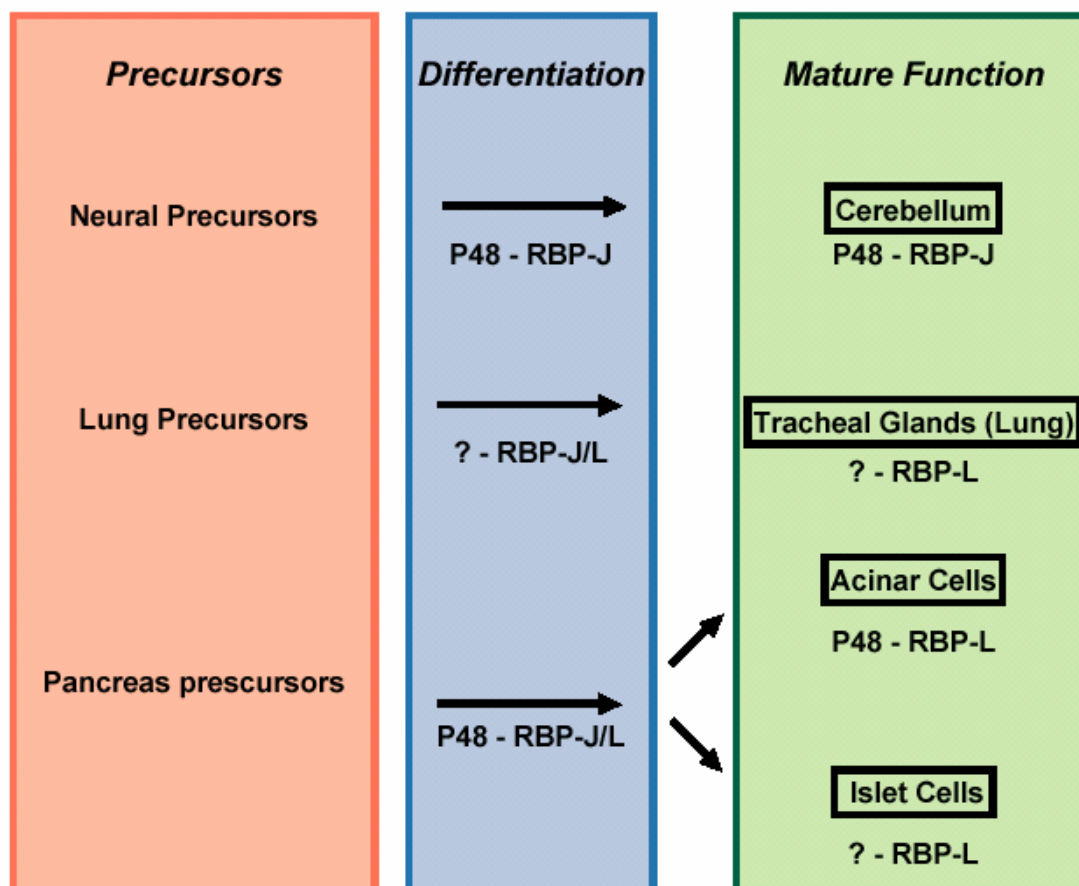 Precursors
Differentiation
Mature Function
Neural Precursors
P48 - RBP-J
Cerebellum
P48 - RBP-J
Lung Precursors
? - RBP-J/L
Tracheal Glands (Lung)
? - RBP-L
Pancreas prescursors
P48 - RBP-J/L
Acinar Cells
P48 - RBP-L
Islet Cells
? - RBP-L